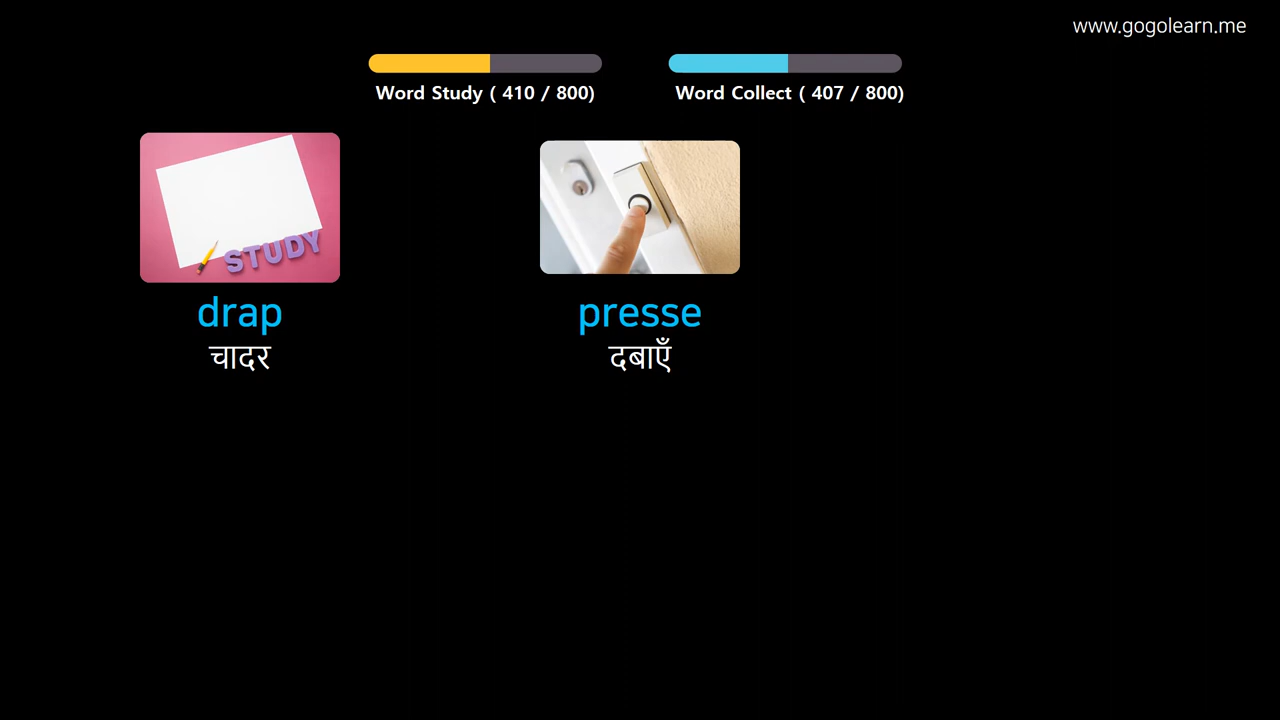 www.gogolearn.me
Word Study ( 410 / 800)
Word Collect ( 407 / 800)
STUDY
drap
चादर
presse
दबाएँ